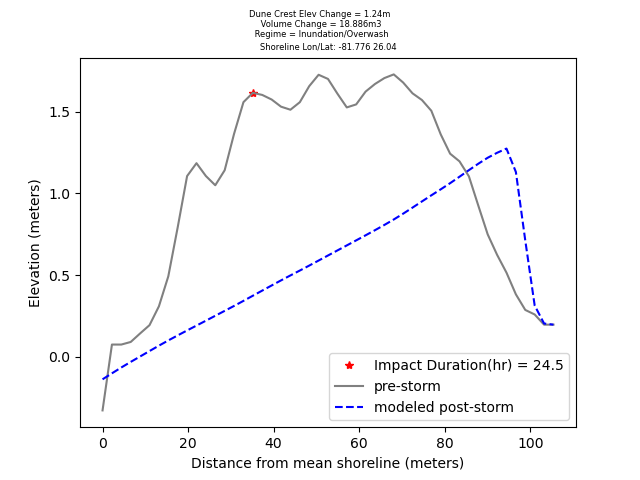 Dune Crest Elev Change = 1.24m
Volume Change = 18.886m3
Regime = Inundation/Overwash
Shoreline Lon/Lat: -81.776 26.04
Elevation (meters)
1.5
1.0
0.5
0.0
Impact Duration(hr) = 24.5
pre-storm
modeled post-storm
0 20 40 60 80 100
Distance from mean shoreline (meters)